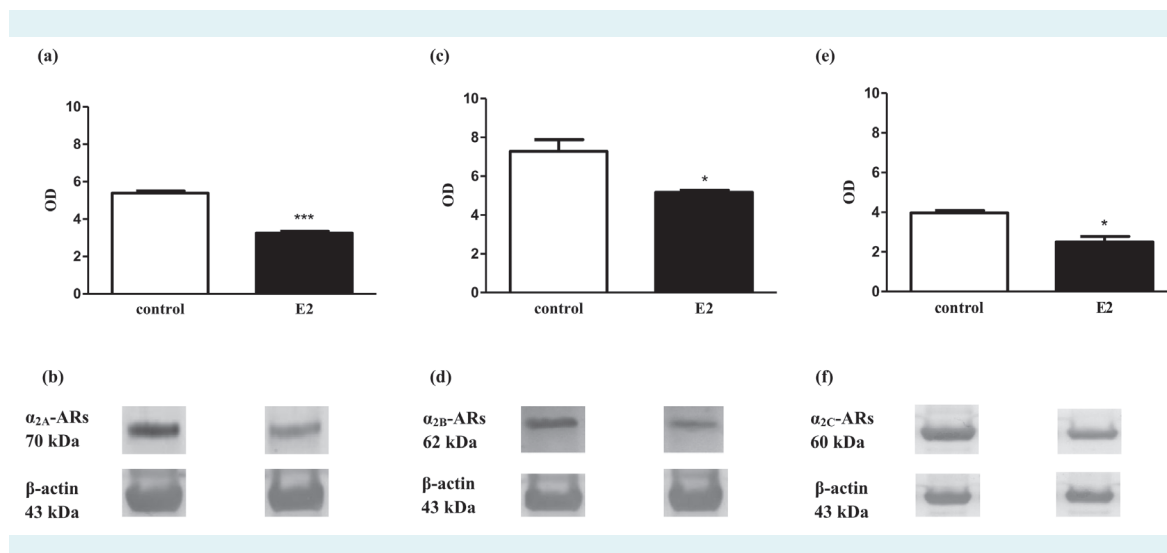 (a)
10
8
6
4
2
0
OD
***
control E2
(c)
10
8
6
4
2
0
OD
*
control E2
(e)
10
8
6
4
2
0
OD
*
control E2
(b)
α2A-ARs
70 kDa
β-actin
43 kDa
(d)
α2B-ARs
62 kDa
β-actin
43 kDa
(f)
α2C-ARs
60 kDa
β-actin
43 kDa